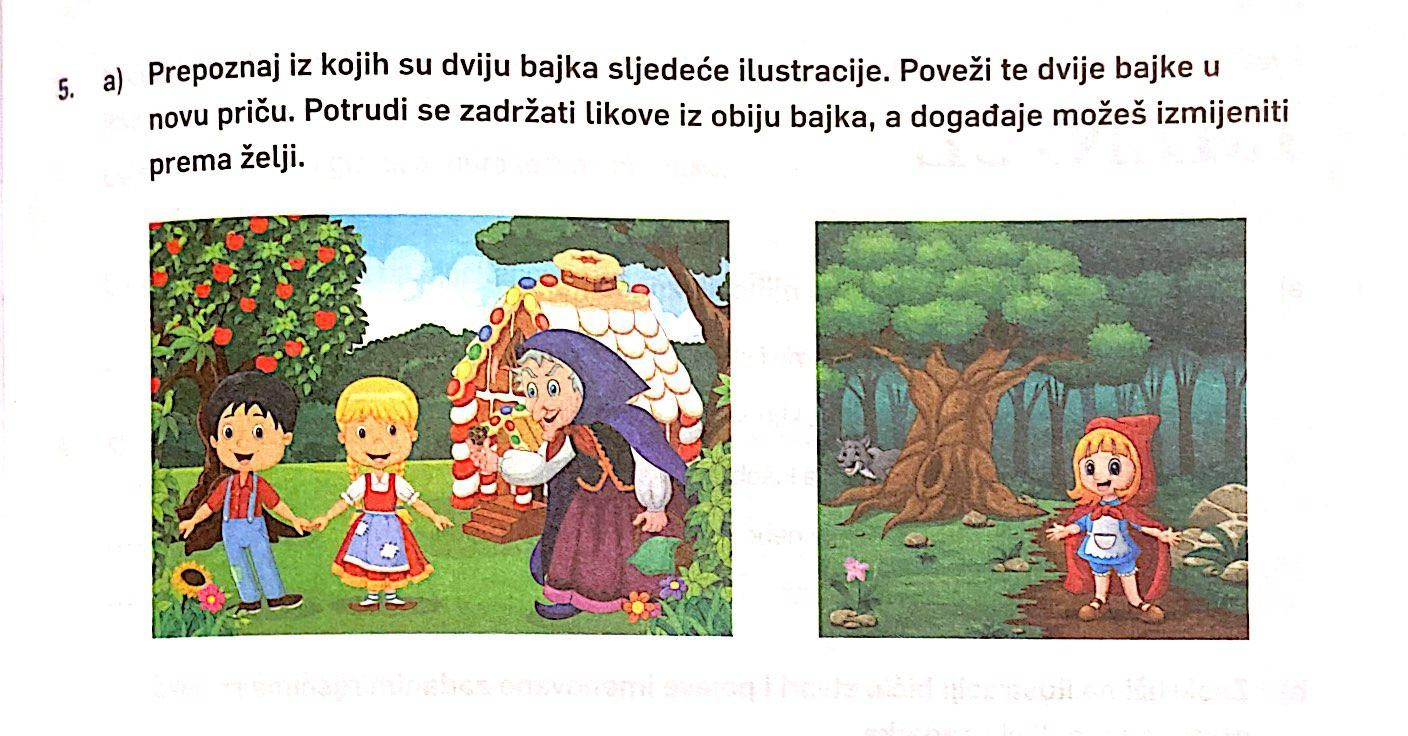 5. a) Prepoznaj iz kojih su dviju bajka sljedeće ilustracije. Poveži te dvije bajke u
novu priču. Potrudi se zadržati likove iz obiju bajka, a događaje možeš izmijeniti
prema želji.